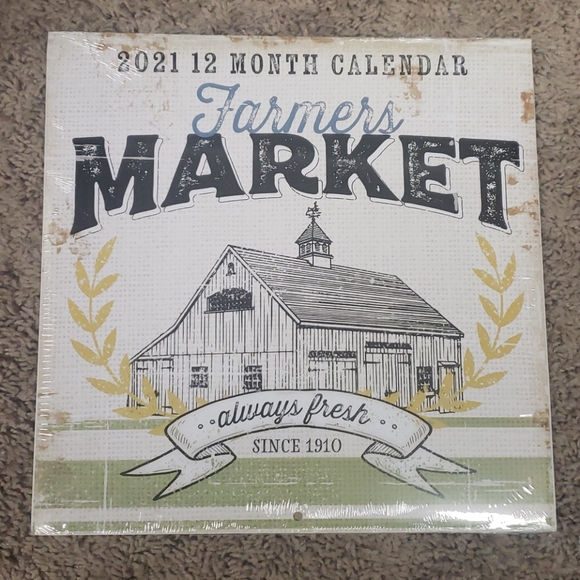 2021 12 MONTH CALENDAR
Farmers
MARKET
always fresh
SINCE 1910